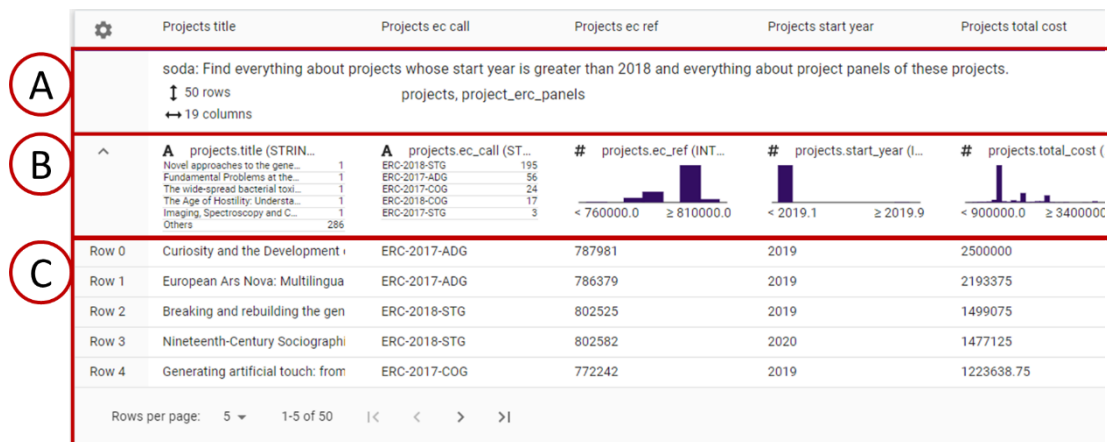 Projects title Projects ec call Projects ec ref Projects start year Projects total cost
A
soda: Find everything about projects whose start year is greater than 2018 and everything about project panels of these projects.
50 rows projects, project_erc_panels
19 columns
B
A projects.title (STRIN... A projects.ec_call (ST... # projects.ec_ref (INT... # projects.start_year (I... # projects.total_cost (
Novel approaches to the gene... 1 ERC-2018-STG 195
Fundamental Problems at the... 1 ERC-2017-ADG 56
The wide-spread bacterial toxi... 1 ERC-2017-COG 24
The Age of Hostility: Understa... 1 ERC-2018-COG 17
Imaging, Spectroscopy and C... 1 ERC-2017-STG 3
Others 286
< 760000.0 ≥ 810000.0 < 2019.1 ≥ 2019.9 < 900000.0 ≥ 3400000
C
Row 0 Curiosity and the Development ERC-2017-ADG 787981 2019 2500000
Row 1 European Ars Nova: Multilingua ERC-2017-ADG 786379 2019 2193375
Row 2 Breaking and rebuilding the gen ERC-2018-STG 802525 2019 1499075
Row 3 Nineteenth-Century Sociographi ERC-2018-STG 802582 2020 1477125
Row 4 Generating artificial touch: from ERC-2017-COG 772242 2019 1223638.75
Rows per page: 5 1-5 of 50